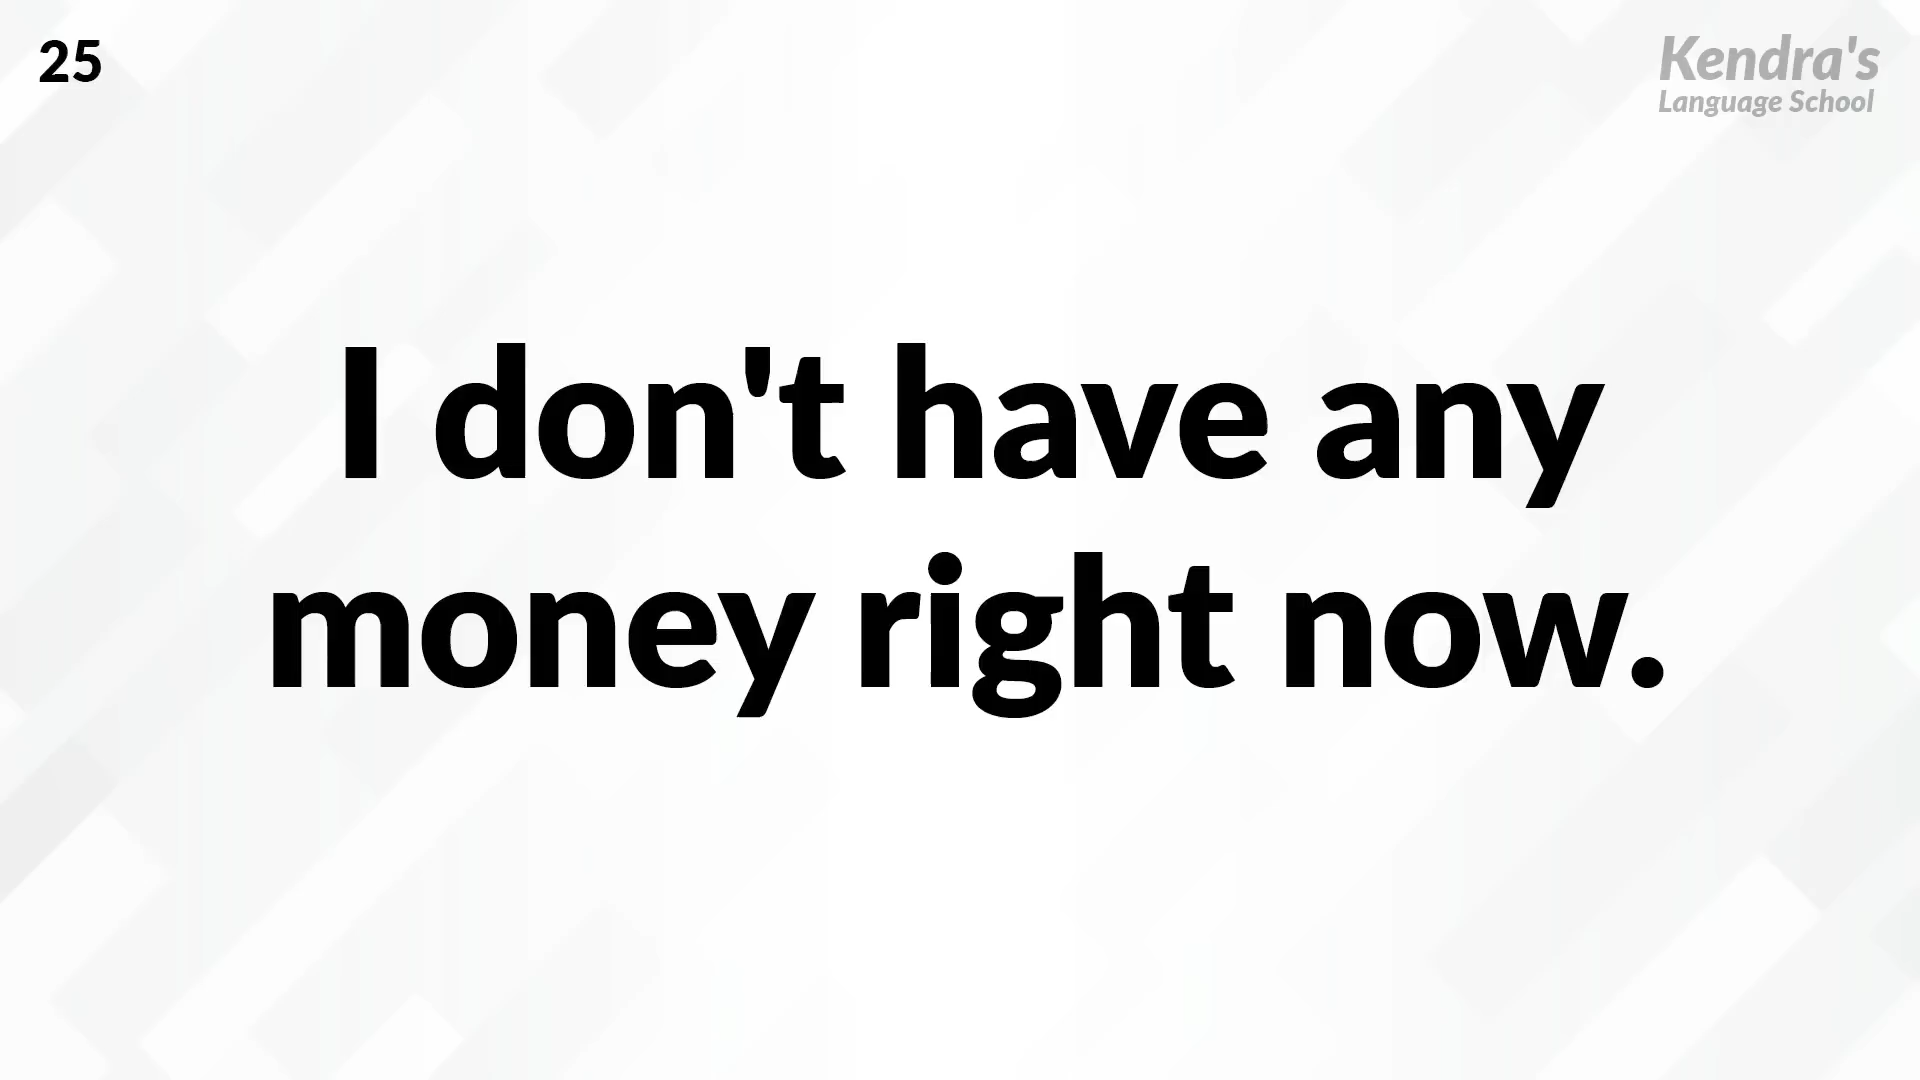 25
Kendra's
Language School
I don't have any
money right now.